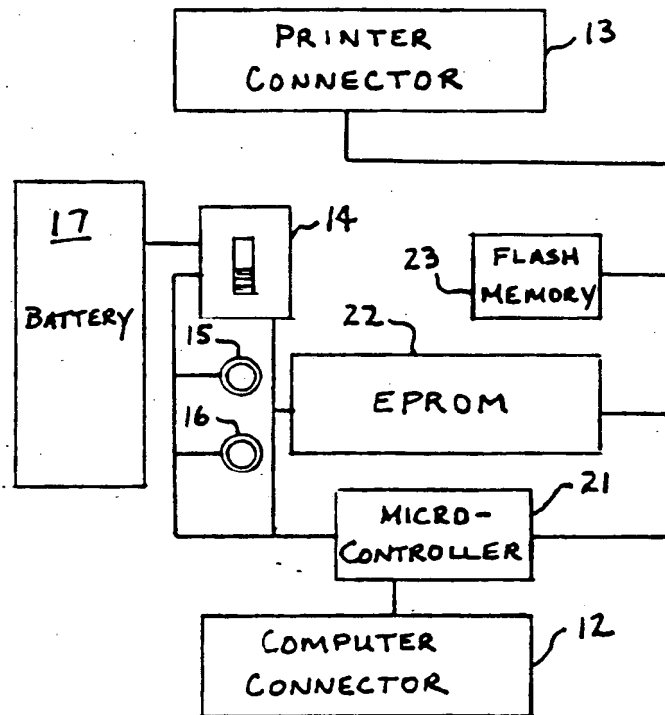 PRINTER
CONNECTOR
13
17
BATTERY
14
23
FLASH
MEMORY
15
22
EPROM
16
21
MICRO-
CONTROLLER
12
COMPUTER
CONNECTOR